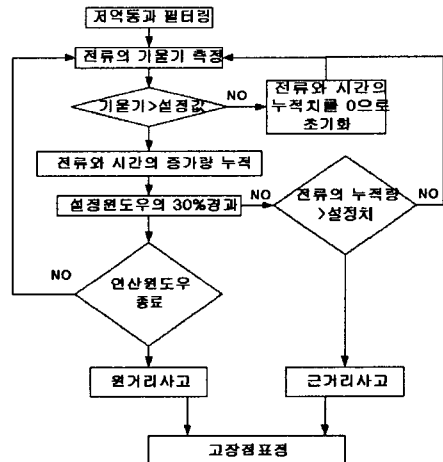 저역통과 필터링
전류의 기울기 측정
기울기>설정값
NO
전류와 시간의
누적치를 0으로
초기화
전류와 시간의 증가량 누적
설정윈도우의 30%경과
NO
전류의 누적량
>설정치
NO
NO
연산윈도우
종료
원거리사고
근거리사고
고장점표정